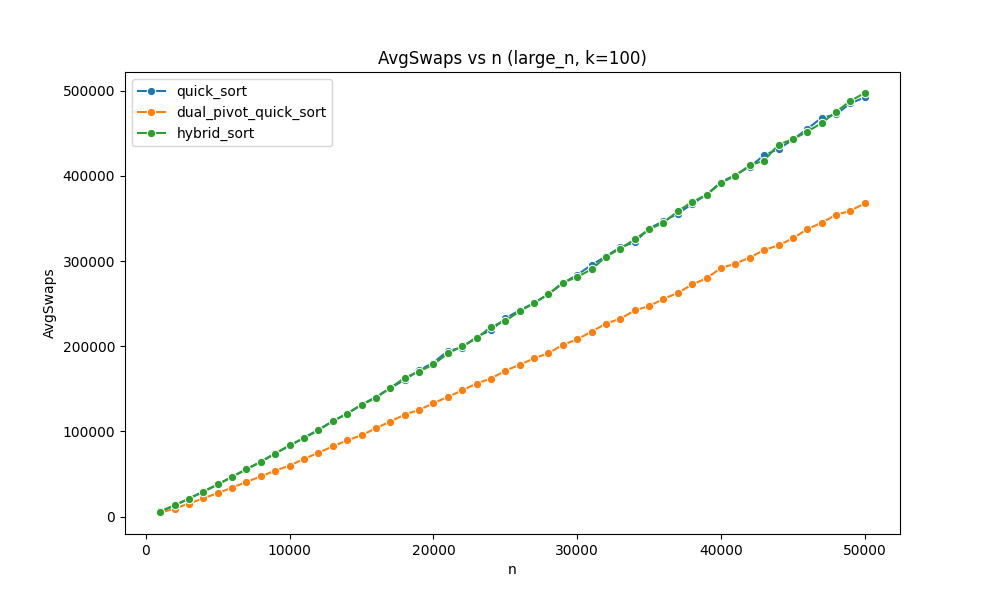 AvgSwaps vs n (large_n, k=100)
quick_sort
dual_pivot_quick_sort
hybrid_sort
AvgSwaps
500000
400000
300000
200000
100000
0
0 10000 20000 30000 40000 50000
n